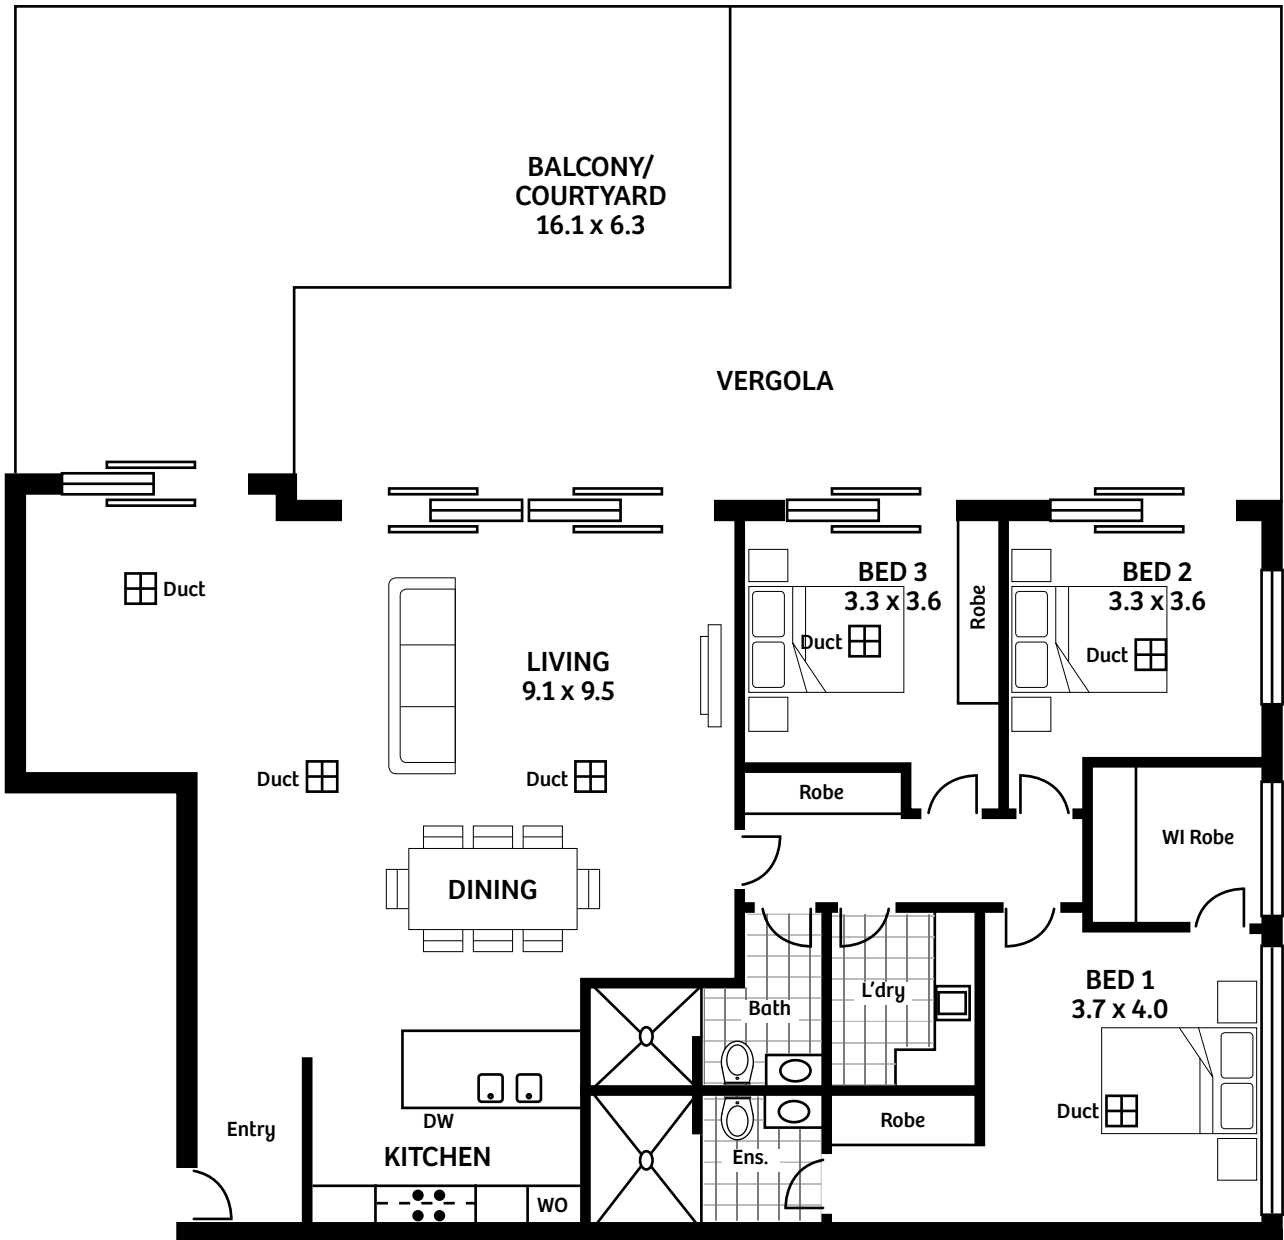 BALCONY/
COURTYARD
16.1 x 6.3
VERGOLA
Duct
LIVING
9.1 x 9.5
BED 3
3.3 x 3.6
Duct
Robe
BED 2
3.3 x 3.6
Duct
Duct
Duct
Robe
WI Robe
DINING
Bath
L'dry
BED 1
3.7 x 4.0
Duct
Entry
DW
KITCHEN
WO
Ens.
Robe